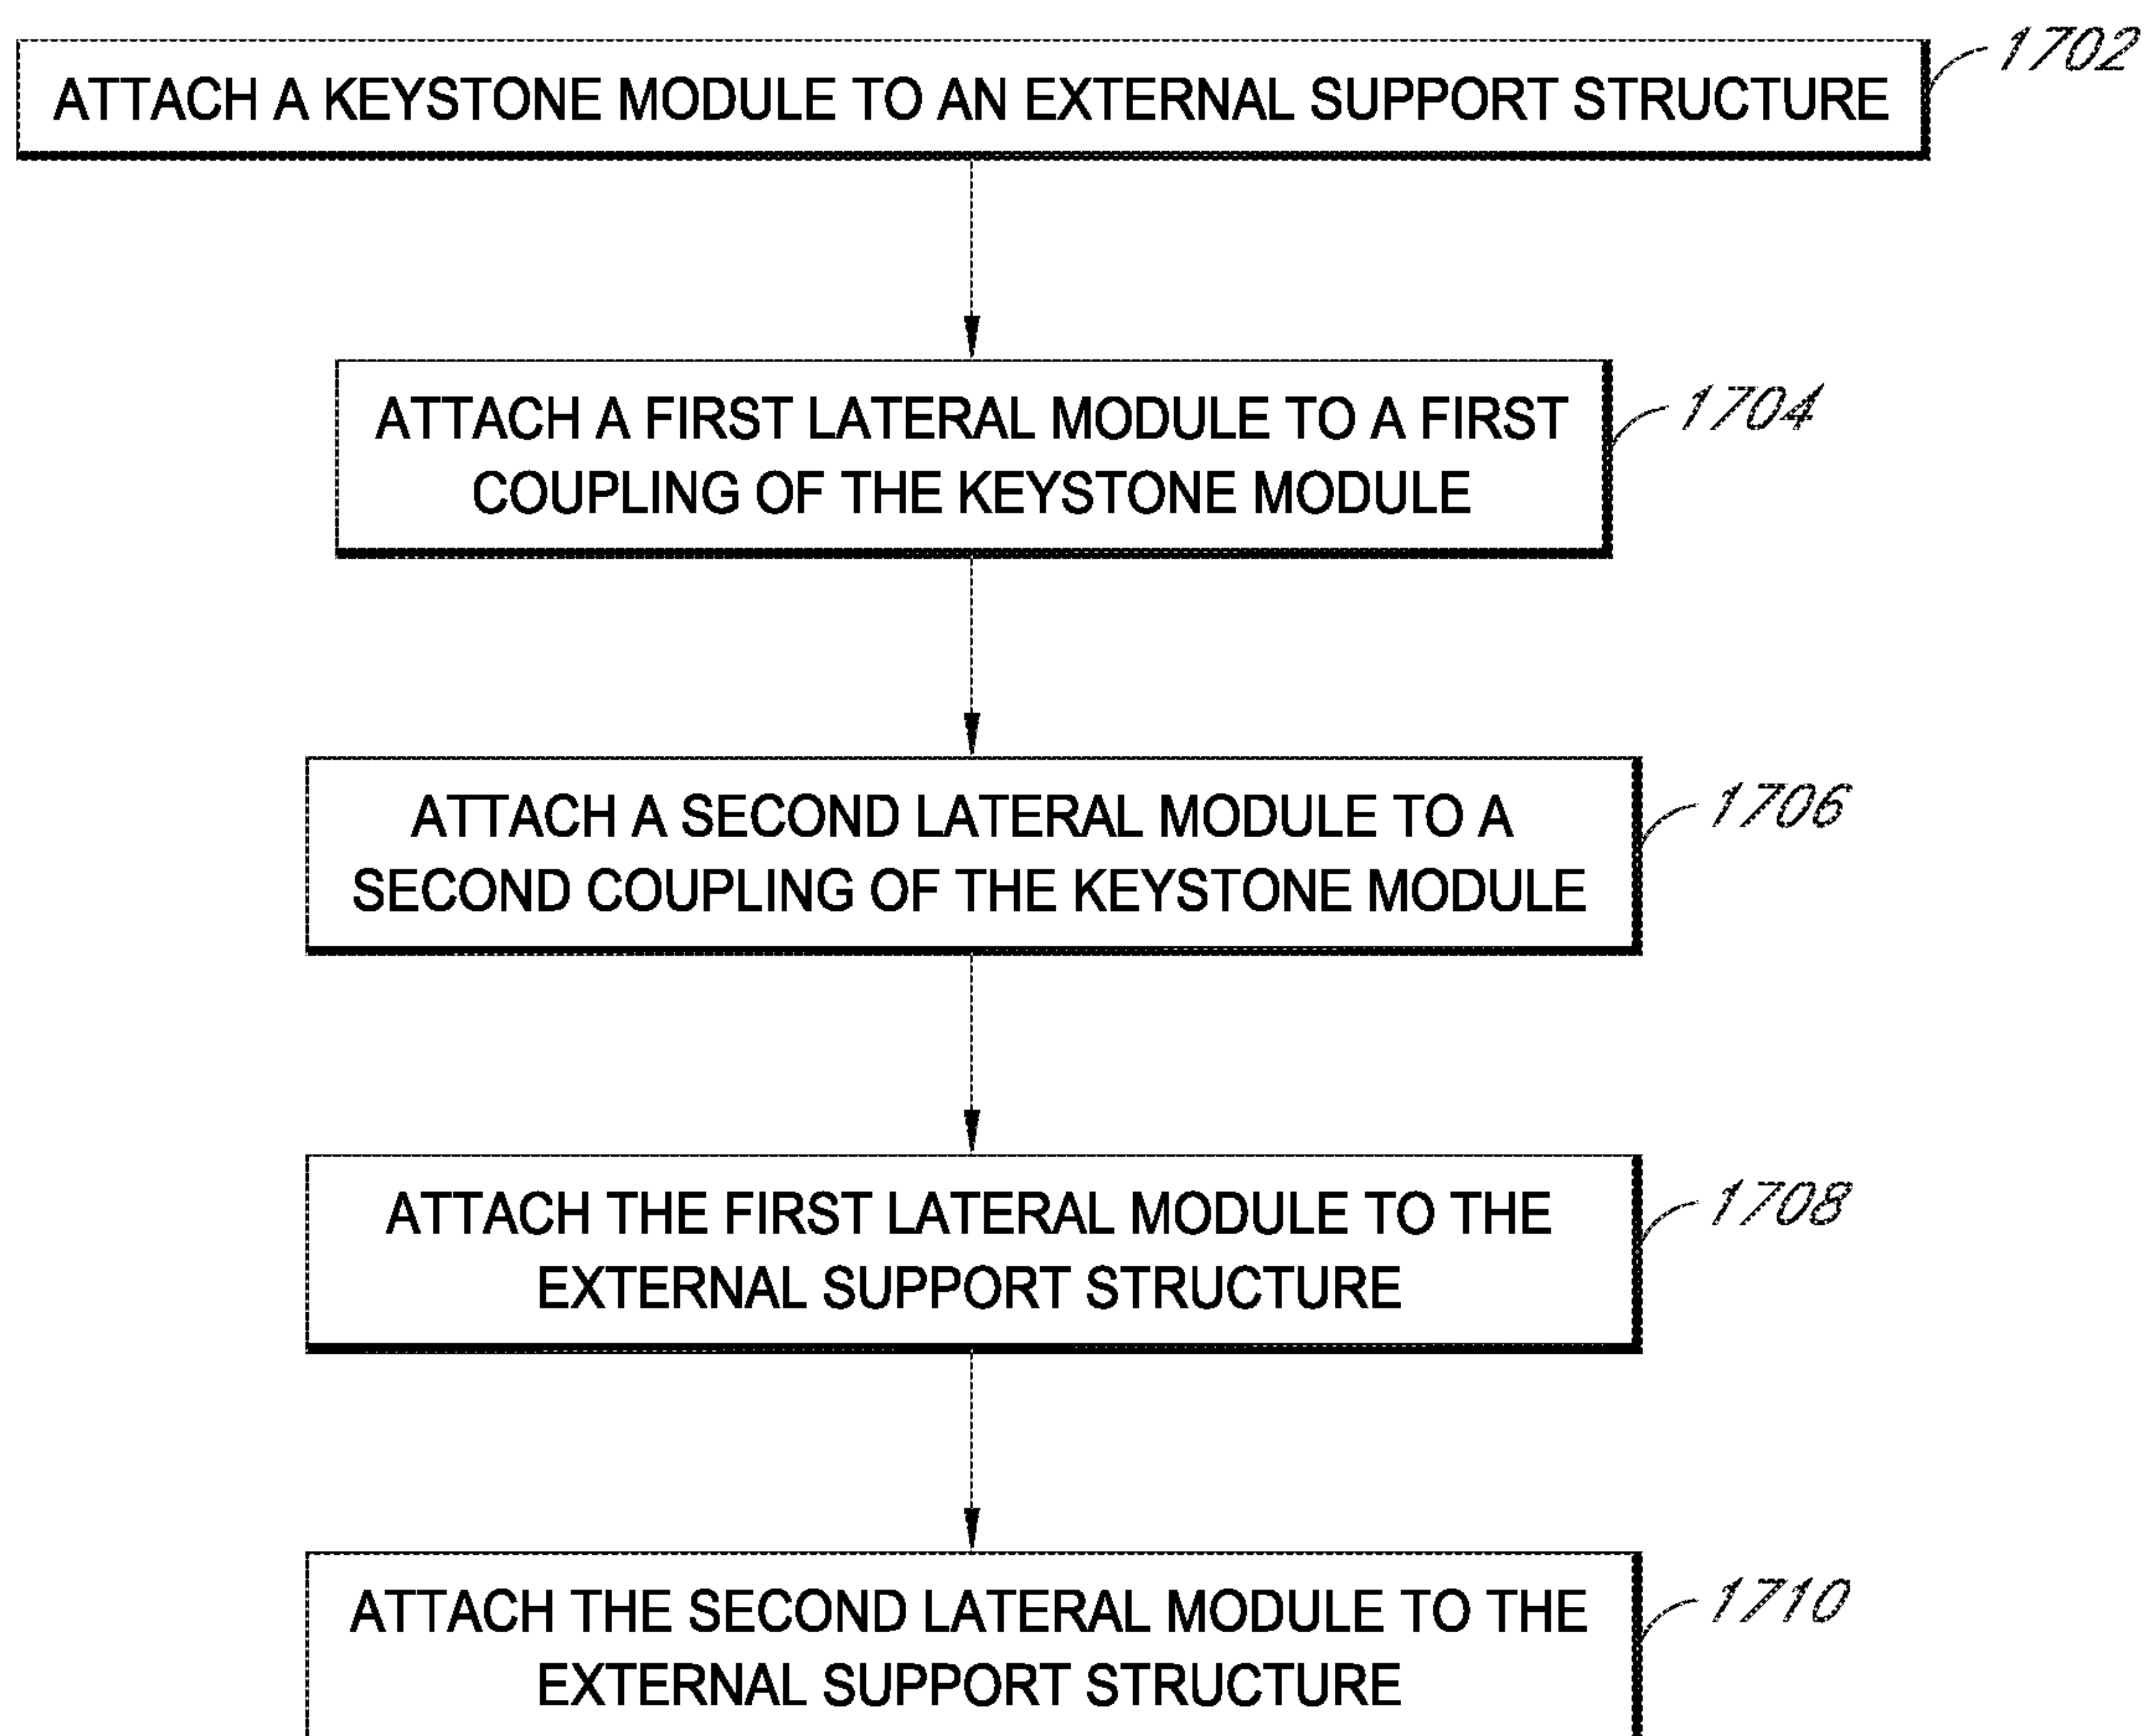 ATTACH A KEYSTONE MODULE TO AN EXTERNAL SUPPORT STRUCTURE
1702
ATTACH A FIRST LATERAL MODULE TO A FIRST
COUPLING OF THE KEYSTONE MODULE
1704
ATTACH A SECOND LATERAL MODULE TO A
SECOND COUPLING OF THE KEYSTONE MODULE
1706
ATTACH THE FIRST LATERAL MODULE TO THE
EXTERNAL SUPPORT STRUCTURE
1708
ATTACH THE SECOND LATERAL MODULE TO THE
EXTERNAL SUPPORT STRUCTURE
1710